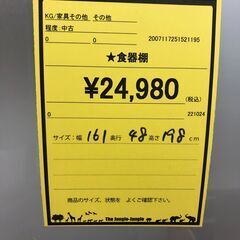 KG/家具その他 その他
程度:中古
0 0 2007117251521195
★食器棚
¥24,980(税込)
0 221024
サイズ:幅 161 奥行 48 高さ 198 cm
商品のサイズ、状態を よくご確認下さい。
The Jungle-Jungle